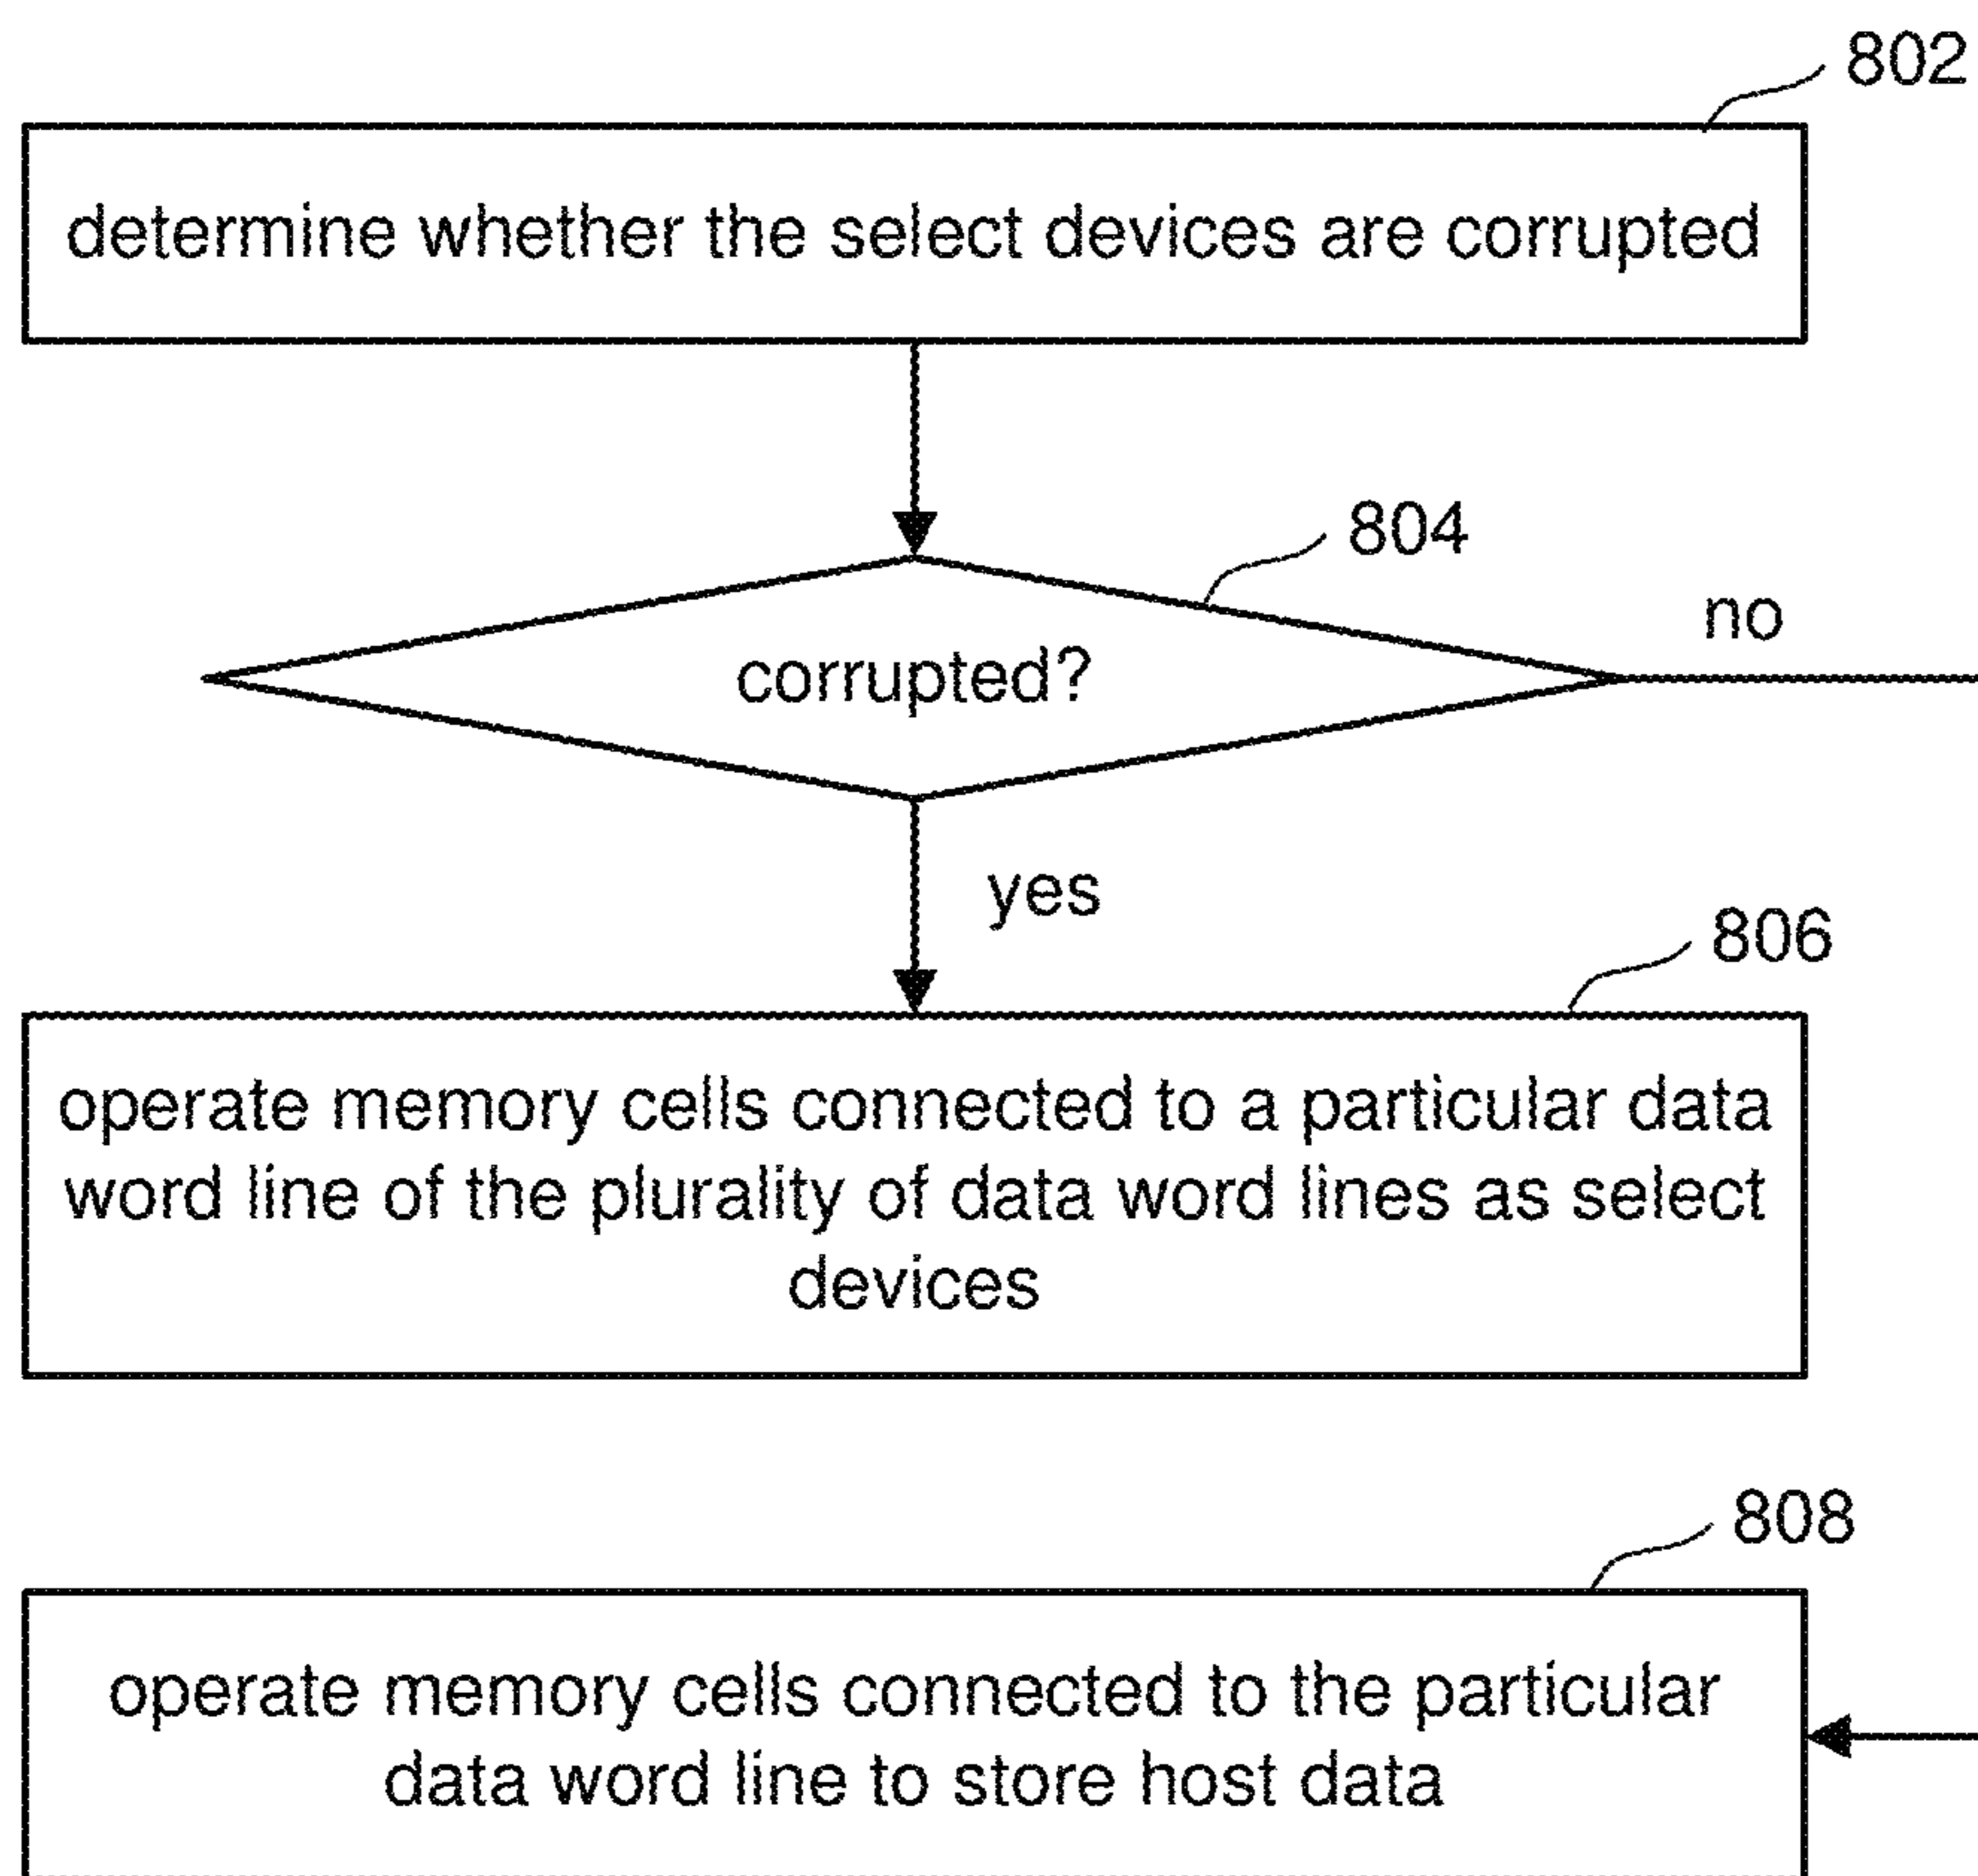 802
determine whether the select devices are corrupted
804
no
corrupted?
yes
806
operate memory cells connected to a particular data
word line of the plurality of data word lines as select
devices
808
operate memory cells connected to the particular
data word line to store host data